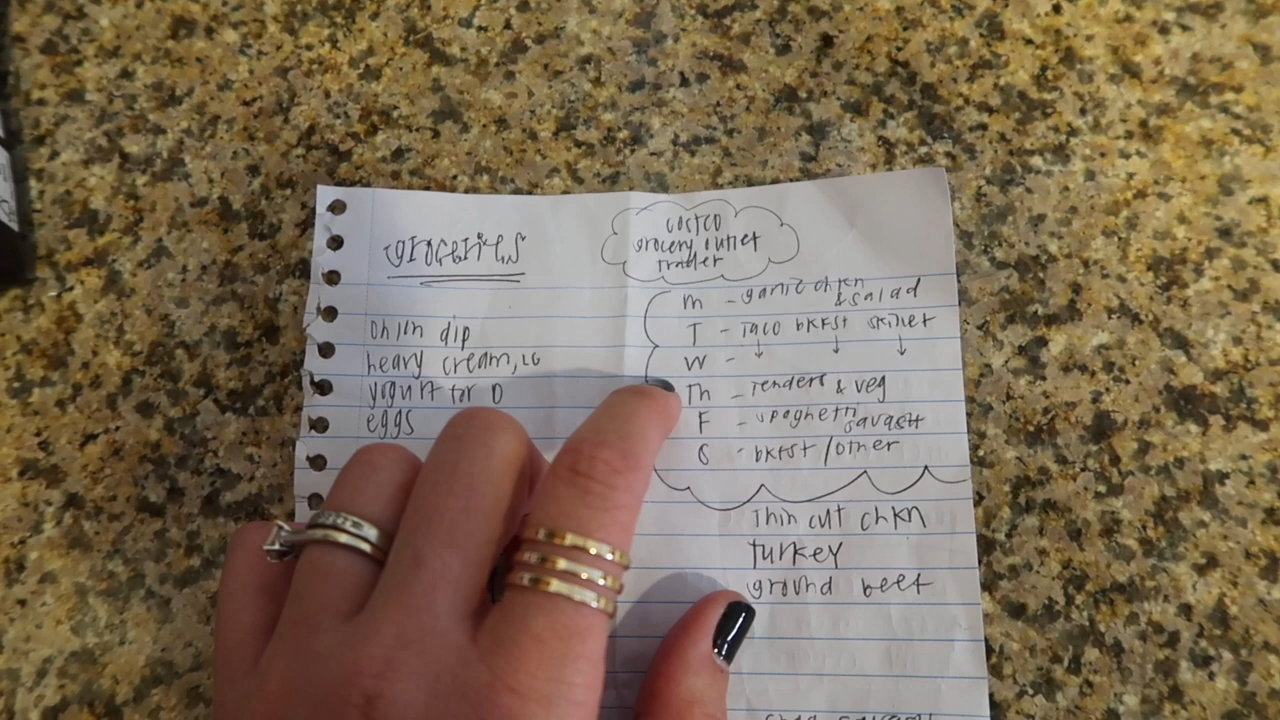 groceries
costco
grocery outlet
trader
M - garlic chkn
& salad
T - Taco bkfst skillet
W - ↓ ↓ ↓
Th - Tenders & veg
F - spaghetti
S - bkfst / other
onion dip
heavy cream, LG
yogurt for D
eggs
Thin cut chkn
turkey
ground beef